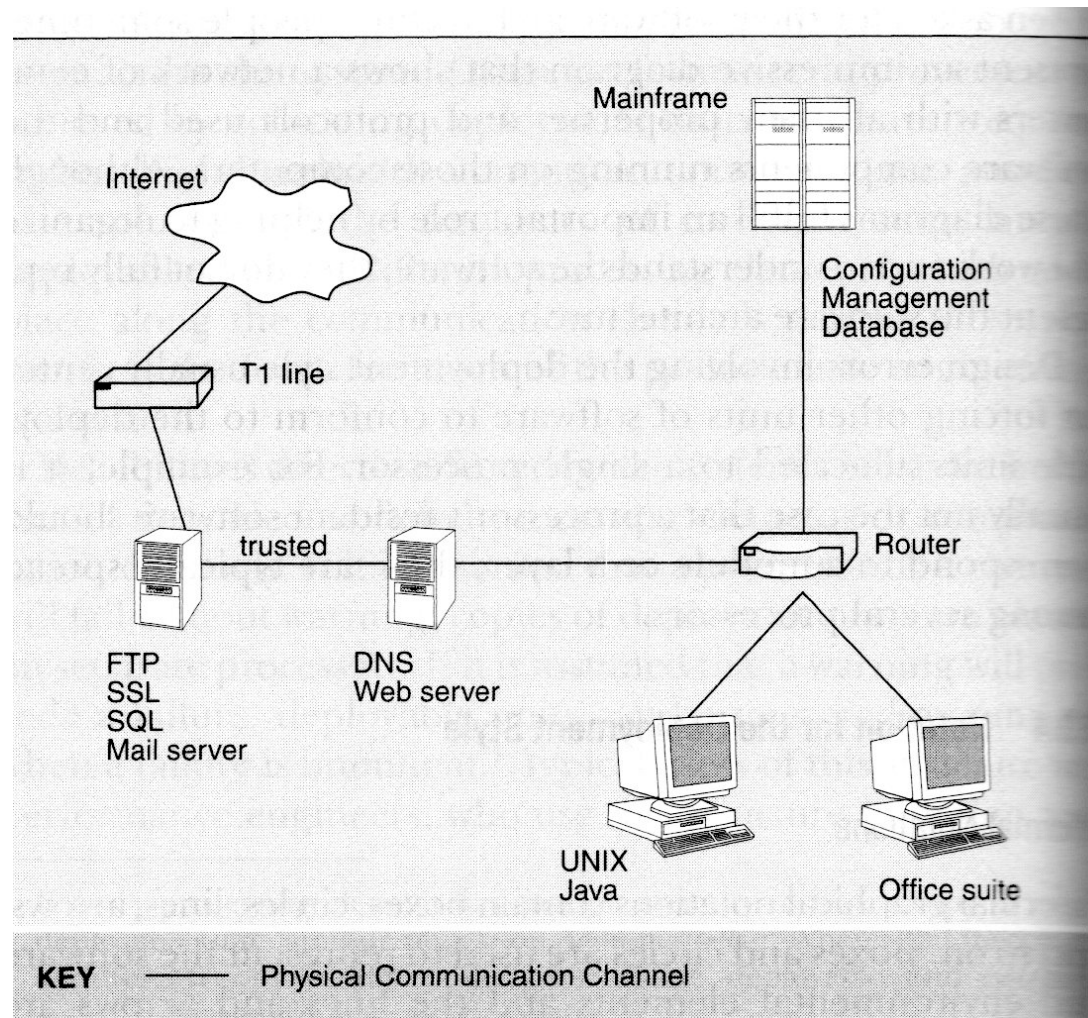 Mainframe
Internet
Configuration
Management
Database
T1 line
trusted
Router
FTP
SSL
SQL
Mail server
DNS
Web server
UNIX
Java
Office suite
KEY Physical Communication Channel